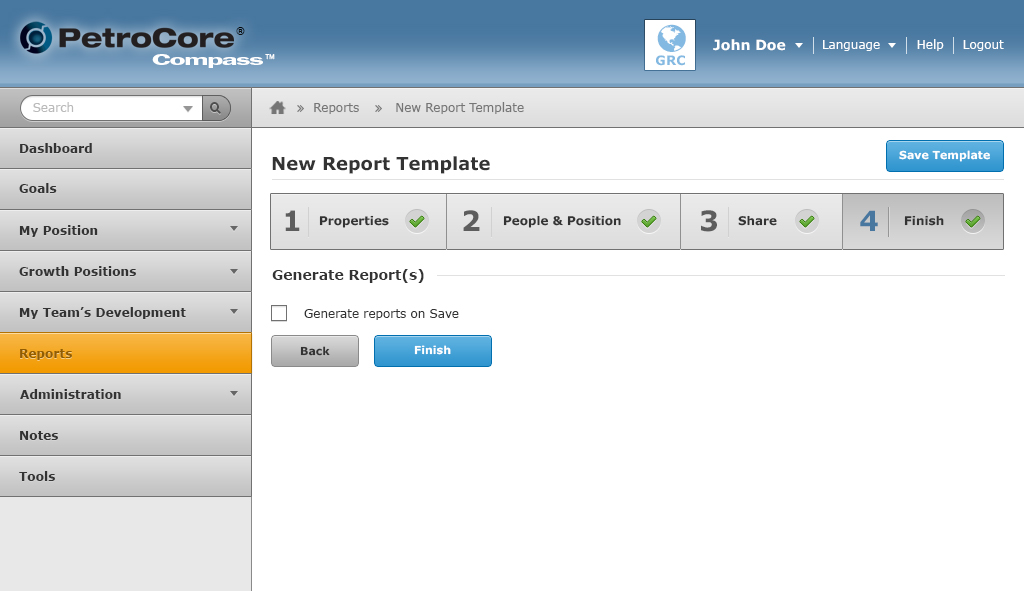 PetroCore®
Compass™
GRC
John Doe
Language
Help
Logout
Search
» Reports » New Report Template
Dashboard
Goals
My Position
Growth Positions
My Team’s Development
Reports
Administration
Notes
Tools
New Report Template
Save Template
1 Properties
2 People & Position
3 Share
4 Finish
Generate Report(s)
Generate reports on Save
Back
Finish